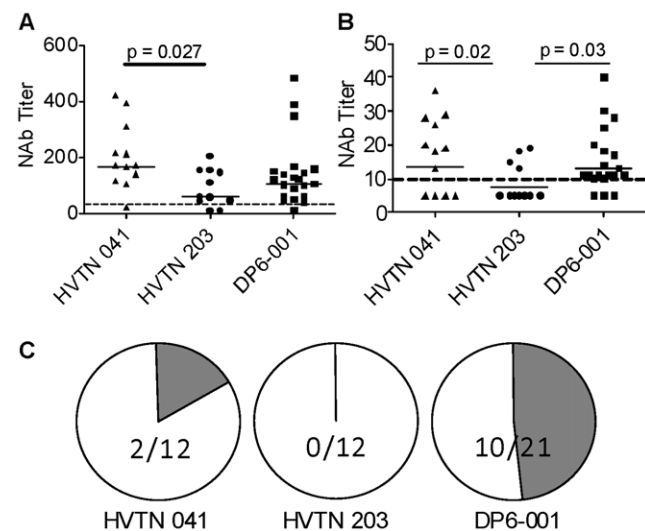 A
B
p = 0.027
p = 0.02
p = 0.03
NAb Titer
600
400
200
0
HVTN 041
HVTN 203
DP6-001
NAb Titer
50
40
30
20
10
0
HVTN 041
HVTN 203
DP6-001
C
2/12
0/12
10/21
HVTN 041
HVTN 203
DP6-001